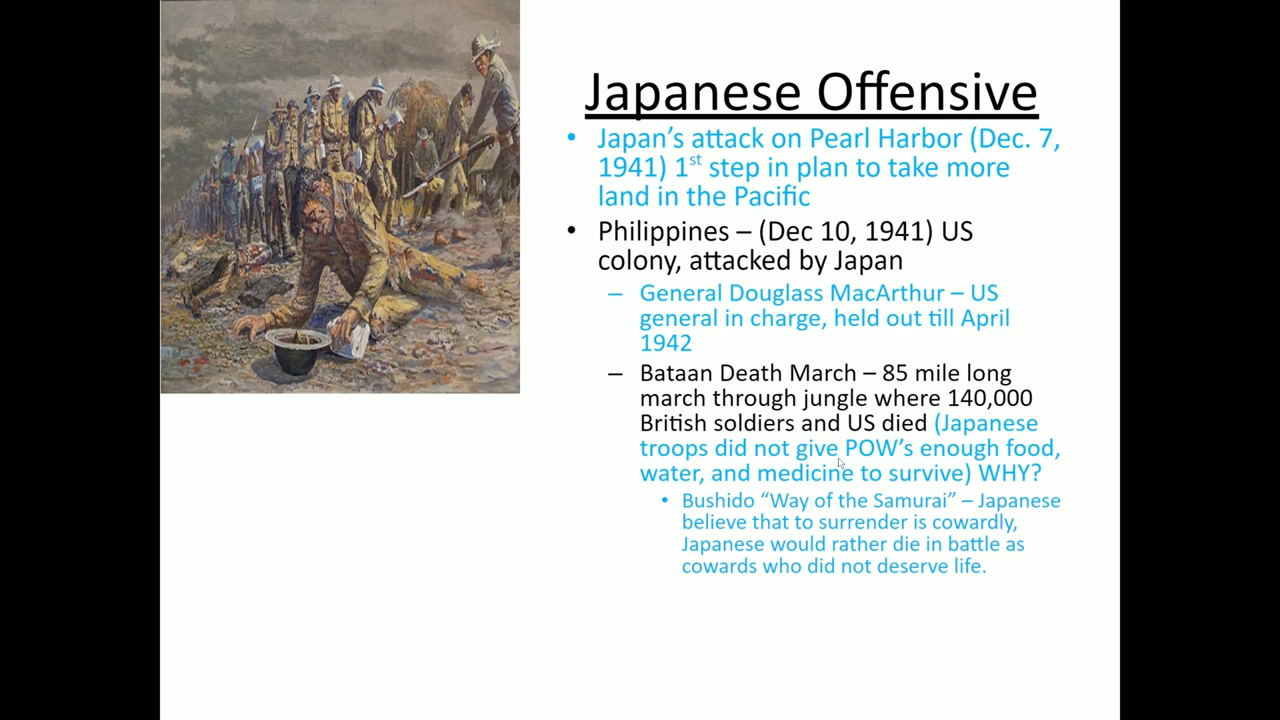 Japanese Offensive
• Japan's attack on Pearl Harbor (Dec. 7,
1941) 1st step in plan to take more
land in the Pacific
• Philippines – (Dec 10, 1941) US
colony, attacked by Japan
– General Douglass MacArthur – US
general in charge, held out till April
1942
– Bataan Death March – 85 mile long
march through jungle where 140,000
British soldiers and US died (Japanese
troops did not give POW's enough food,
water, and medicine to survive) WHY?
• Bushido “Way of the Samurai” – Japanese
believe that to surrender is cowardly,
Japanese would rather die in battle as
cowards who did not deserve life.